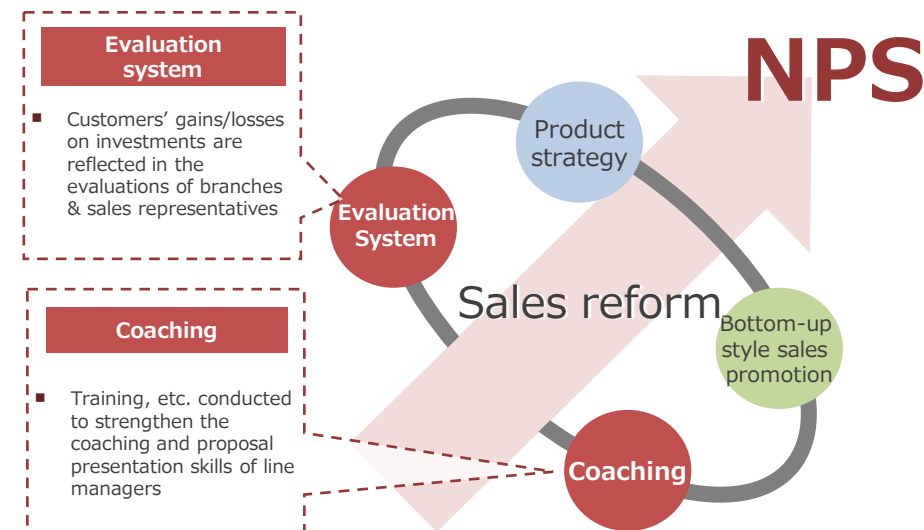 Evaluation
system
■ Customers' gains/losses
on investments are
reflected in the
evaluations of branches
& sales representatives
Coaching
■ Training, etc. conducted
to strengthen the
coaching and proposal
presentation skills of line
managers
NPS
Product
strategy
Evaluation
System
Sales reform
Bottom-up
style sales
promotion
Coaching